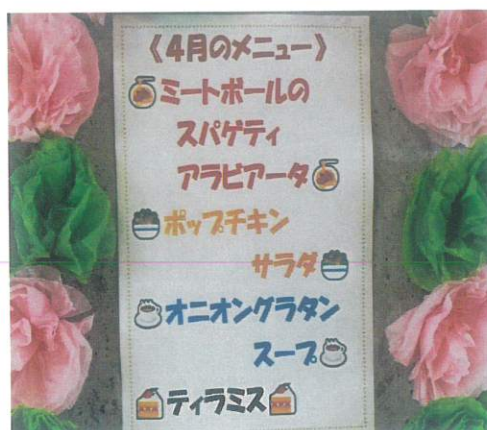 《4月のメニュー》
ミートボールの
スパゲティ
アラビアータ
ポップチキン
サラダ
オニオングラタン
スープ
ティラミス